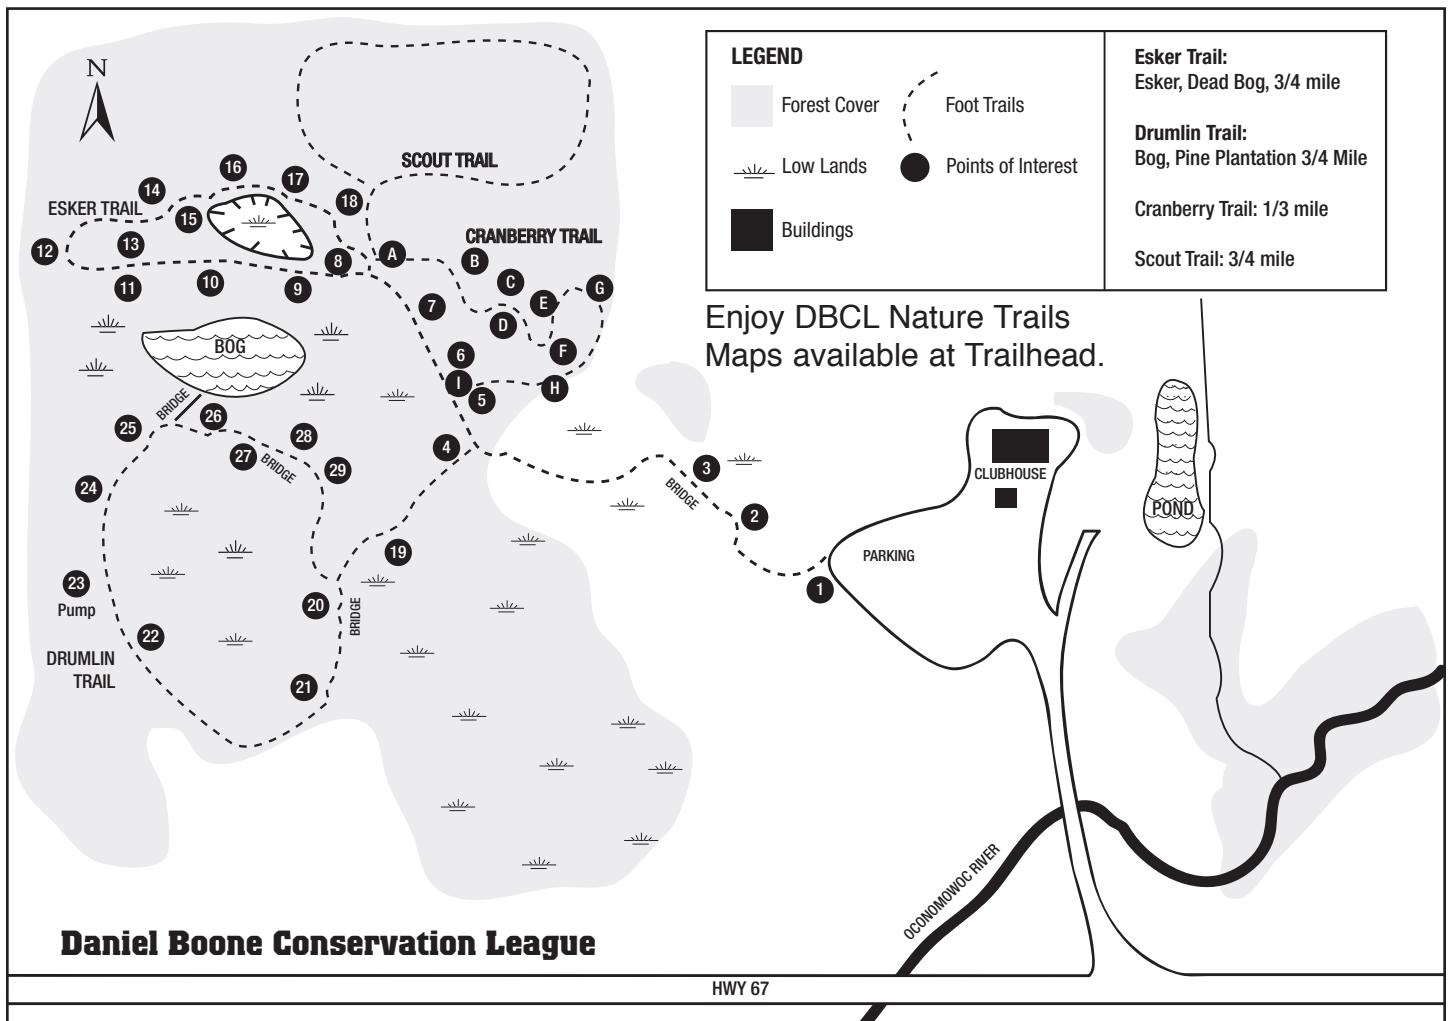 LEGEND
Forest Cover
Foot Trails
Low Lands
Points of Interest
Buildings
Esker Trail:
Esker, Dead Bog, 3/4 mile
Drumlin Trail:
Bog, Pine Plantation 3/4 Mile
Cranberry Trail: 1/3 mile
Scout Trail: 3/4 mile
Enjoy DBCL Nature Trails
Maps available at Trailhead.
N
SCOUT TRAIL
16
17
14
18
ESKER TRAIL
15
CRANBERRY TRAIL
13
12
A
8
B
11
10
9
C
G
7
E
D
BOG
6
F
I
H
5
BRIDGE
26
25
28
4
27
BRIDGE
29
3
24
BRIDGE
2
CLUBHOUSE
POND
19
PARKING
1
23
Pump
20
BRIDGE
22
DRUMLIN
TRAIL
21
OCONOMOWOC RIVER
Daniel Boone Conservation League
HWY 67